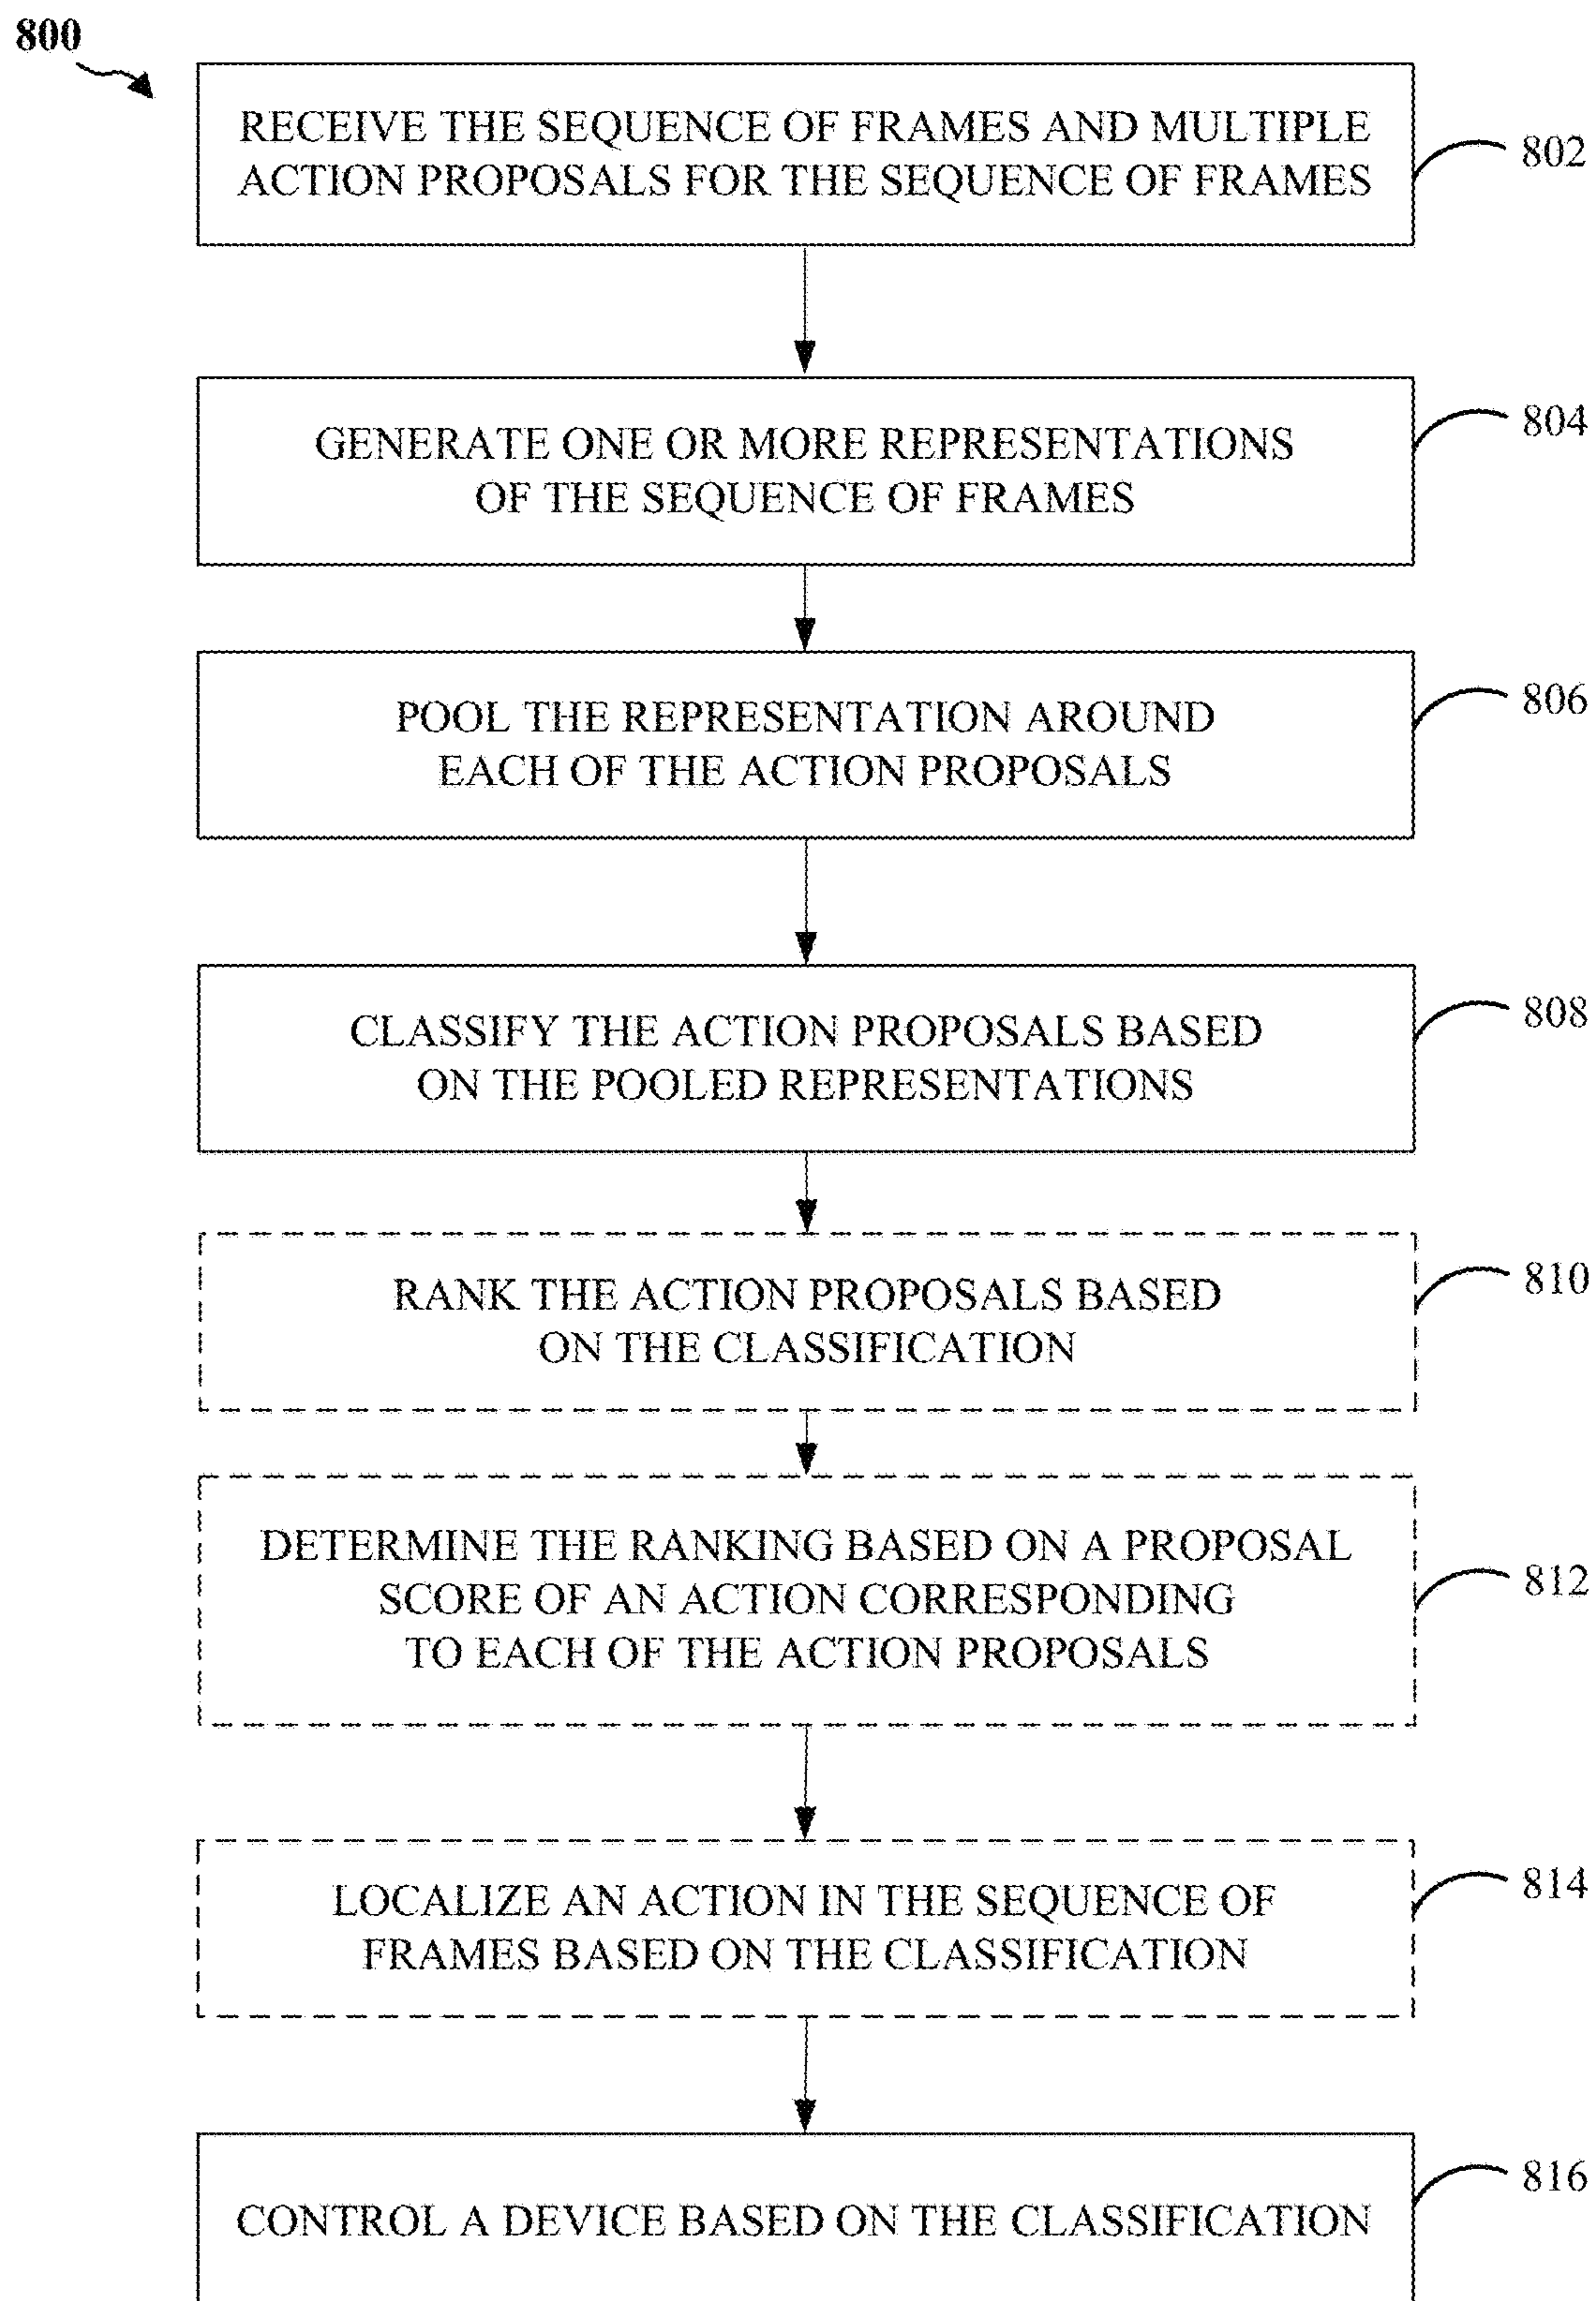 800
RECEIVE THE SEQUENCE OF FRAMES AND MULTIPLE
ACTION PROPOSALS FOR THE SEQUENCE OF FRAMES
802
GENERATE ONE OR MORE REPRESENTATIONS
OF THE SEQUENCE OF FRAMES
804
POOL THE REPRESENTATION AROUND
EACH OF THE ACTION PROPOSALS
806
CLASSIFY THE ACTION PROPOSALS BASED
ON THE POOLED REPRESENTATIONS
808
RANK THE ACTION PROPOSALS BASED
ON THE CLASSIFICATION
810
DETERMINE THE RANKING BASED ON A PROPOSAL
SCORE OF AN ACTION CORRESPONDING
TO EACH OF THE ACTION PROPOSALS
812
LOCALIZE AN ACTION IN THE SEQUENCE OF
FRAMES BASED ON THE CLASSIFICATION
814
CONTROL A DEVICE BASED ON THE CLASSIFICATION
816